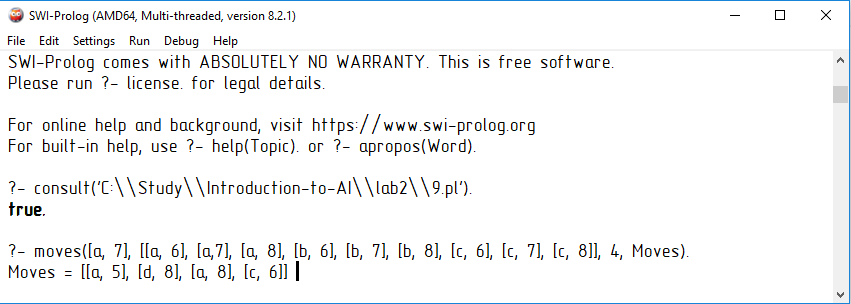 SWI-Prolog (AMD64, Multi-threaded, version 8.2.1)
File Edit Settings Run Debug Help
SWI-Prolog comes with ABSOLUTELY NO WARRANTY. This is free software.
Please run ?- license. for legal details.
For online help and background, visit https://www.swi-prolog.org
For built-in help, use ?- help(Topic). or ?- apropos(Word).
?- consult('C:\\Study\\Introduction-to-AI\\lab2\\9.pl').
true.
?- moves([a, 7], [[a, 6], [a,7], [a, 8], [b, 6], [b, 7], [b, 8], [c, 6], [c, 7], [c, 8]], 4, Moves).
Moves = [[a, 5], [d, 8], [a, 8], [c, 6]]